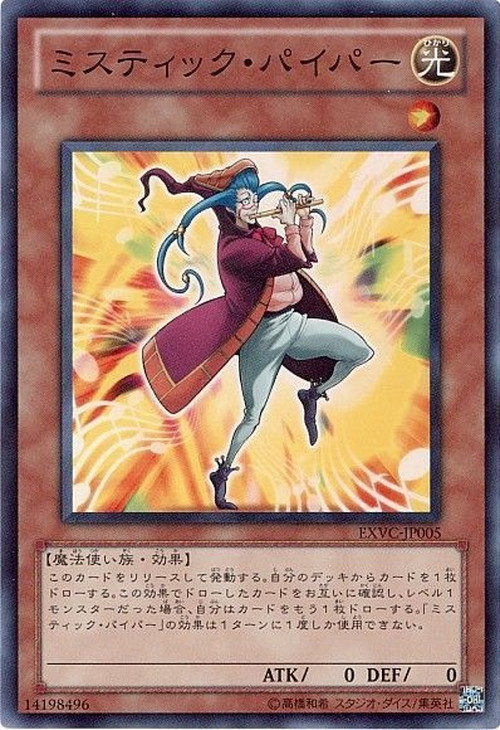 ミスティック・パイパー
ひかり
光
EXVC-JP005
【魔法使い族・効果】
このカードをリリースして発動する。自分のデッキからカードを1枚
ドローする。この効果でドローしたカードをお互いに確認し、レベル1
モンスターだった場合、自分はカードをもう1枚ドローする。「ミス
ティック・パイパー」の効果は1ターンに1度しか使用できない。
ATK/ 0 DEF/ 0
14198496
©高橋和希 スタジオ・ダイス/集英社